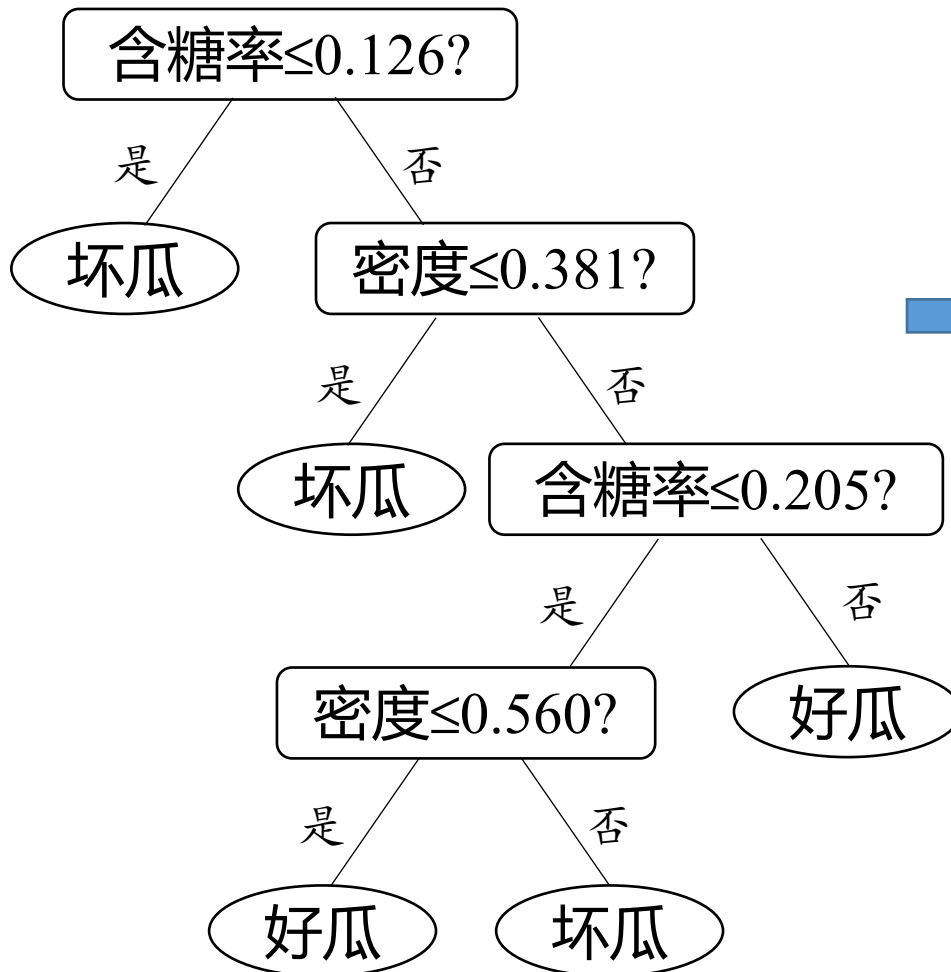 含糖率≤0.126?
是
否
坏瓜
密度≤0.381?
是
否
坏瓜
含糖率≤0.205?
是
否
密度≤0.560?
好瓜
是
否
好瓜
坏瓜